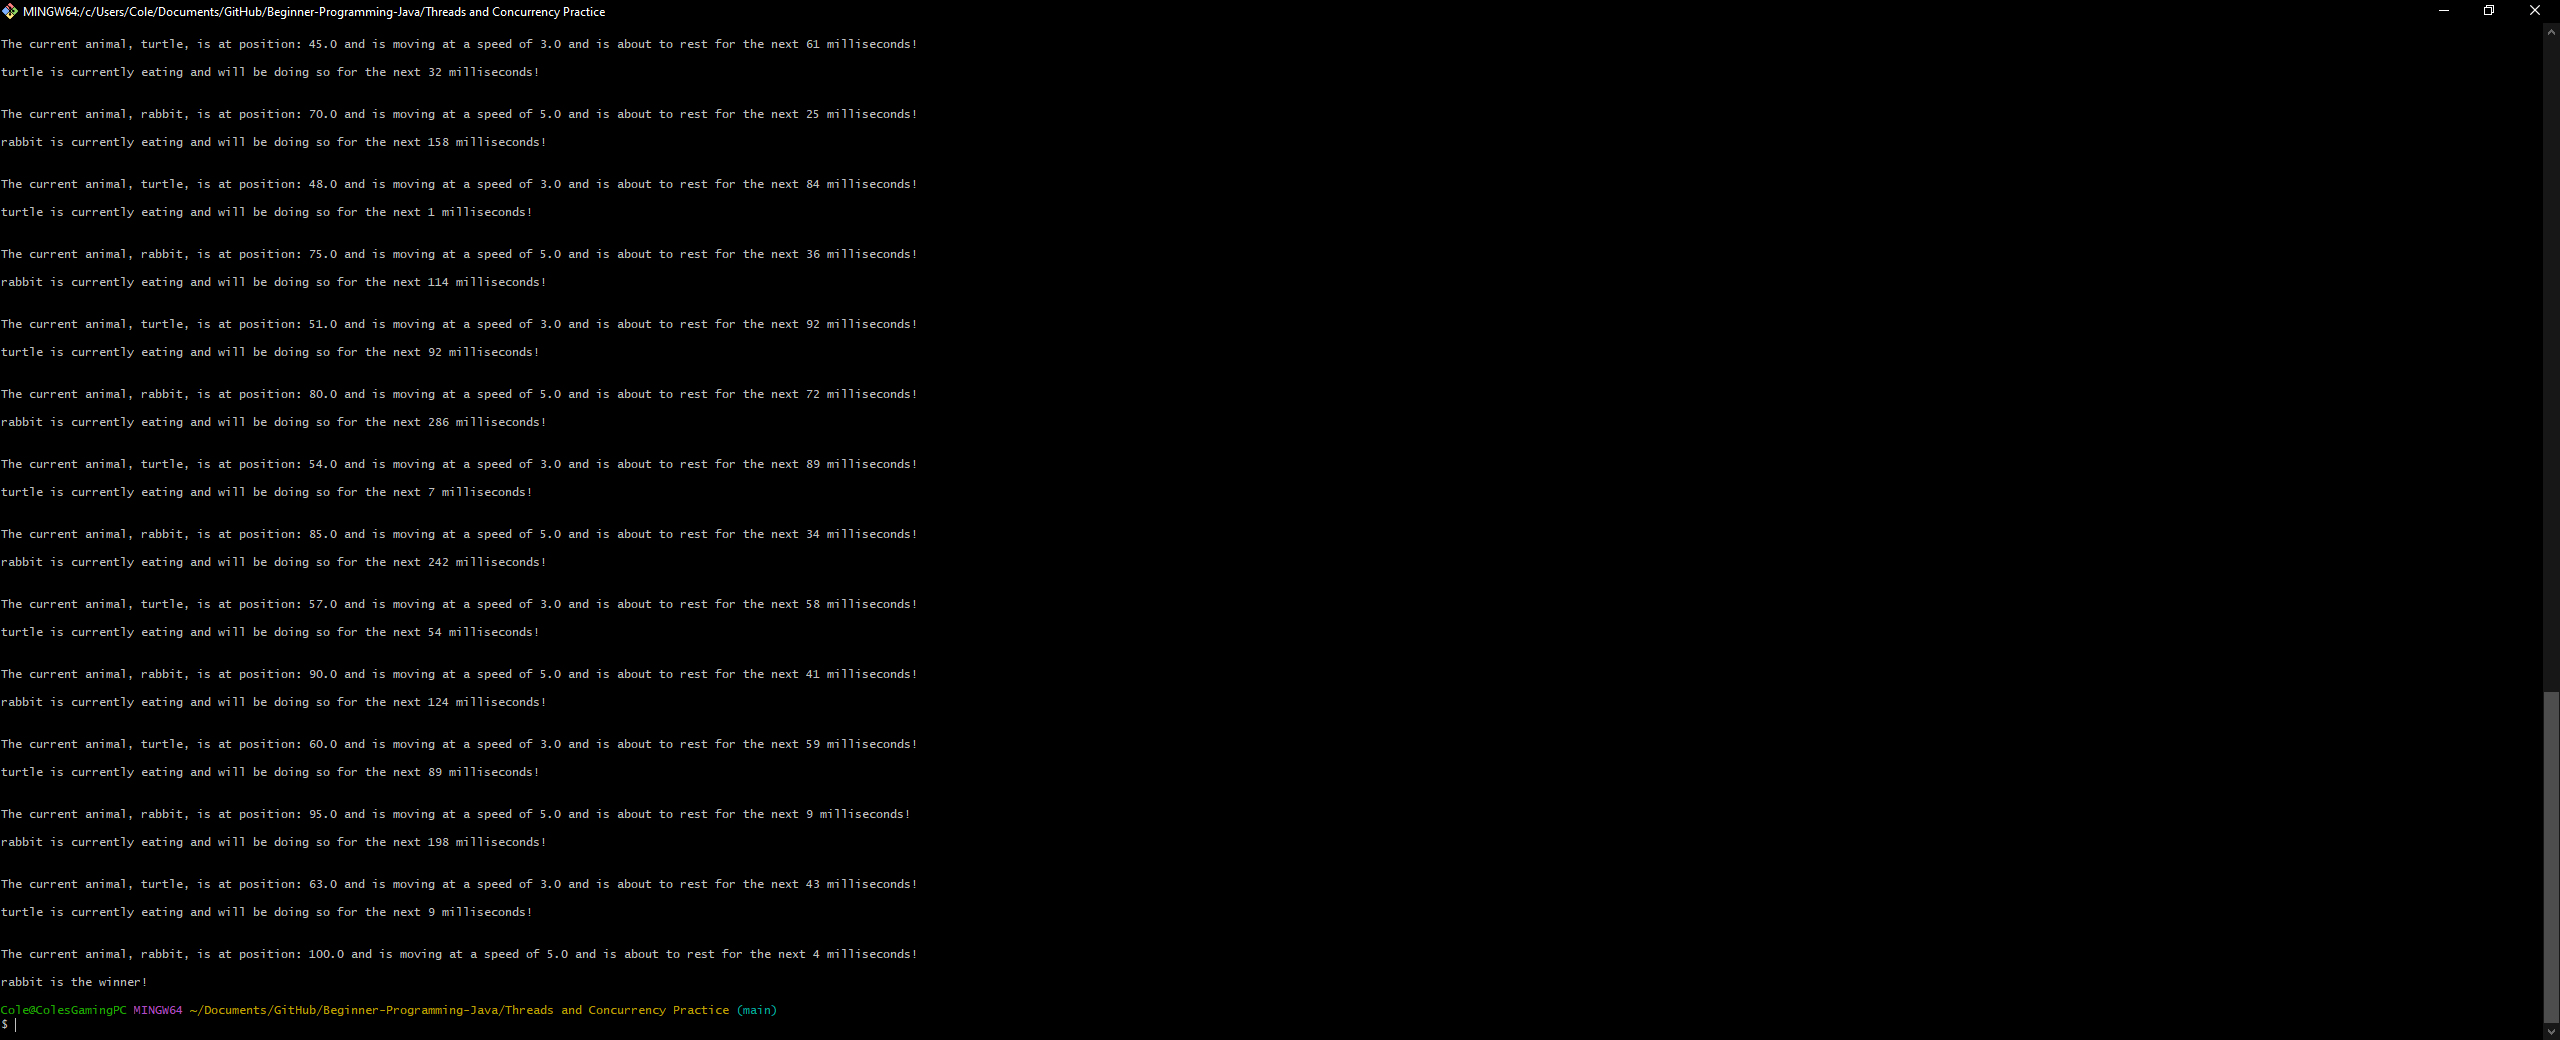 MINGW64:/c/Users/Cole/Documents/GitHub/Beginner-Programming-Java/Threads and Concurrency Practice
The current animal, turtle, is at position: 45.0 and is moving at a speed of 3.0 and is about to rest for the next 61 milliseconds!
turtle is currently eating and will be doing so for the next 32 milliseconds!
The current animal, rabbit, is at position: 70.0 and is moving at a speed of 5.0 and is about to rest for the next 25 milliseconds!
rabbit is currently eating and will be doing so for the next 158 milliseconds!
The current animal, turtle, is at position: 48.0 and is moving at a speed of 3.0 and is about to rest for the next 84 milliseconds!
turtle is currently eating and will be doing so for the next 1 milliseconds!
The current animal, rabbit, is at position: 75.0 and is moving at a speed of 5.0 and is about to rest for the next 36 milliseconds!
rabbit is currently eating and will be doing so for the next 114 milliseconds!
The current animal, turtle, is at position: 51.0 and is moving at a speed of 3.0 and is about to rest for the next 92 milliseconds!
turtle is currently eating and will be doing so for the next 92 milliseconds!
The current animal, rabbit, is at position: 80.0 and is moving at a speed of 5.0 and is about to rest for the next 72 milliseconds!
rabbit is currently eating and will be doing so for the next 286 milliseconds!
The current animal, turtle, is at position: 54.0 and is moving at a speed of 3.0 and is about to rest for the next 89 milliseconds!
turtle is currently eating and will be doing so for the next 7 milliseconds!
The current animal, rabbit, is at position: 85.0 and is moving at a speed of 5.0 and is about to rest for the next 34 milliseconds!
rabbit is currently eating and will be doing so for the next 242 milliseconds!
The current animal, turtle, is at position: 57.0 and is moving at a speed of 3.0 and is about to rest for the next 58 milliseconds!
turtle is currently eating and will be doing so for the next 54 milliseconds!
The current animal, rabbit, is at position: 90.0 and is moving at a speed of 5.0 and is about to rest for the next 41 milliseconds!
rabbit is currently eating and will be doing so for the next 124 milliseconds!
The current animal, turtle, is at position: 60.0 and is moving at a speed of 3.0 and is about to rest for the next 59 milliseconds!
turtle is currently eating and will be doing so for the next 89 milliseconds!
The current animal, rabbit, is at position: 95.0 and is moving at a speed of 5.0 and is about to rest for the next 9 milliseconds!
rabbit is currently eating and will be doing so for the next 198 milliseconds!
The current animal, turtle, is at position: 63.0 and is moving at a speed of 3.0 and is about to rest for the next 43 milliseconds!
turtle is currently eating and will be doing so for the next 9 milliseconds!
The current animal, rabbit, is at position: 100.0 and is moving at a speed of 5.0 and is about to rest for the next 4 milliseconds!
rabbit is the winner!
Cole@ColesGamingPC MINGW64 ~/Documents/GitHub/Beginner-Programming-Java/Threads and Concurrency Practice (main)
$